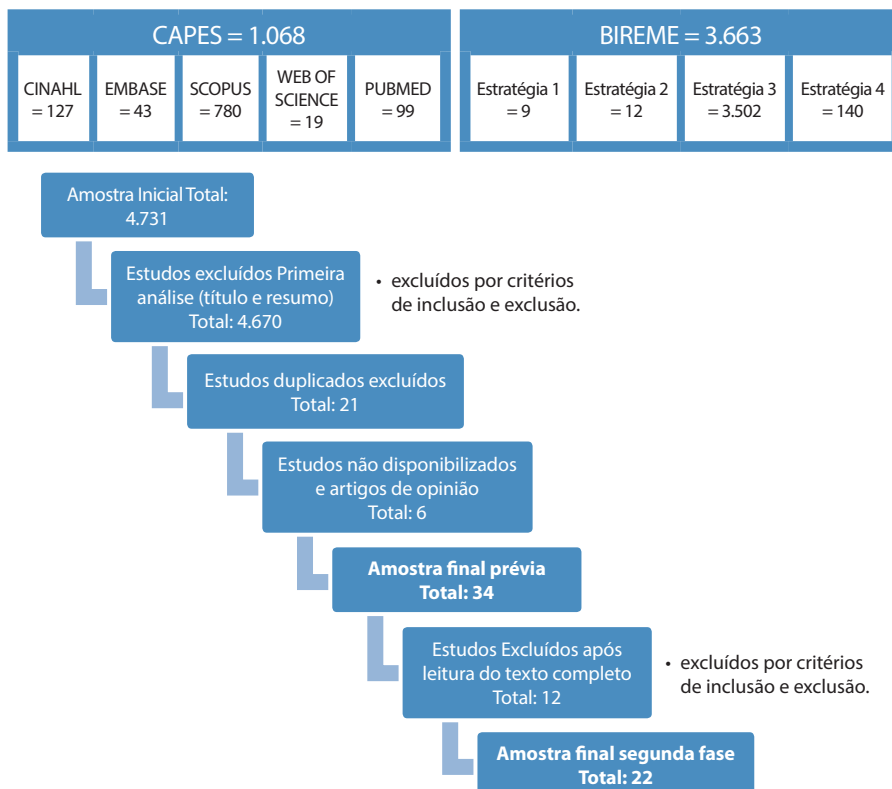 CAPES = 1.068
CINAHL
= 127
EMBASE
= 43
SCOPUS
= 780
WEB OF
SCIENCE
= 19
PUBMED
= 99
BIREME = 3.663
Estratégia 1
= 9
Estratégia 2
= 12
Estratégia 3
= 3.502
Estratégia 4
= 140
Amostra Inicial Total:
4.731
Estudos excluídos Primeira
análise (título e resumo)
Total: 4.670
• excluídos por critérios
de inclusão e exclusão.
Estudos duplicados excluídos
Total: 21
Estudos não disponibilizados
e artigos de opinião
Total: 6
Amostra final prévia
Total: 34
Estudos Excluídos após
leitura do texto completo
Total: 12
• excluídos por critérios
de inclusão e exclusão.
Amostra final segunda fase
Total: 22